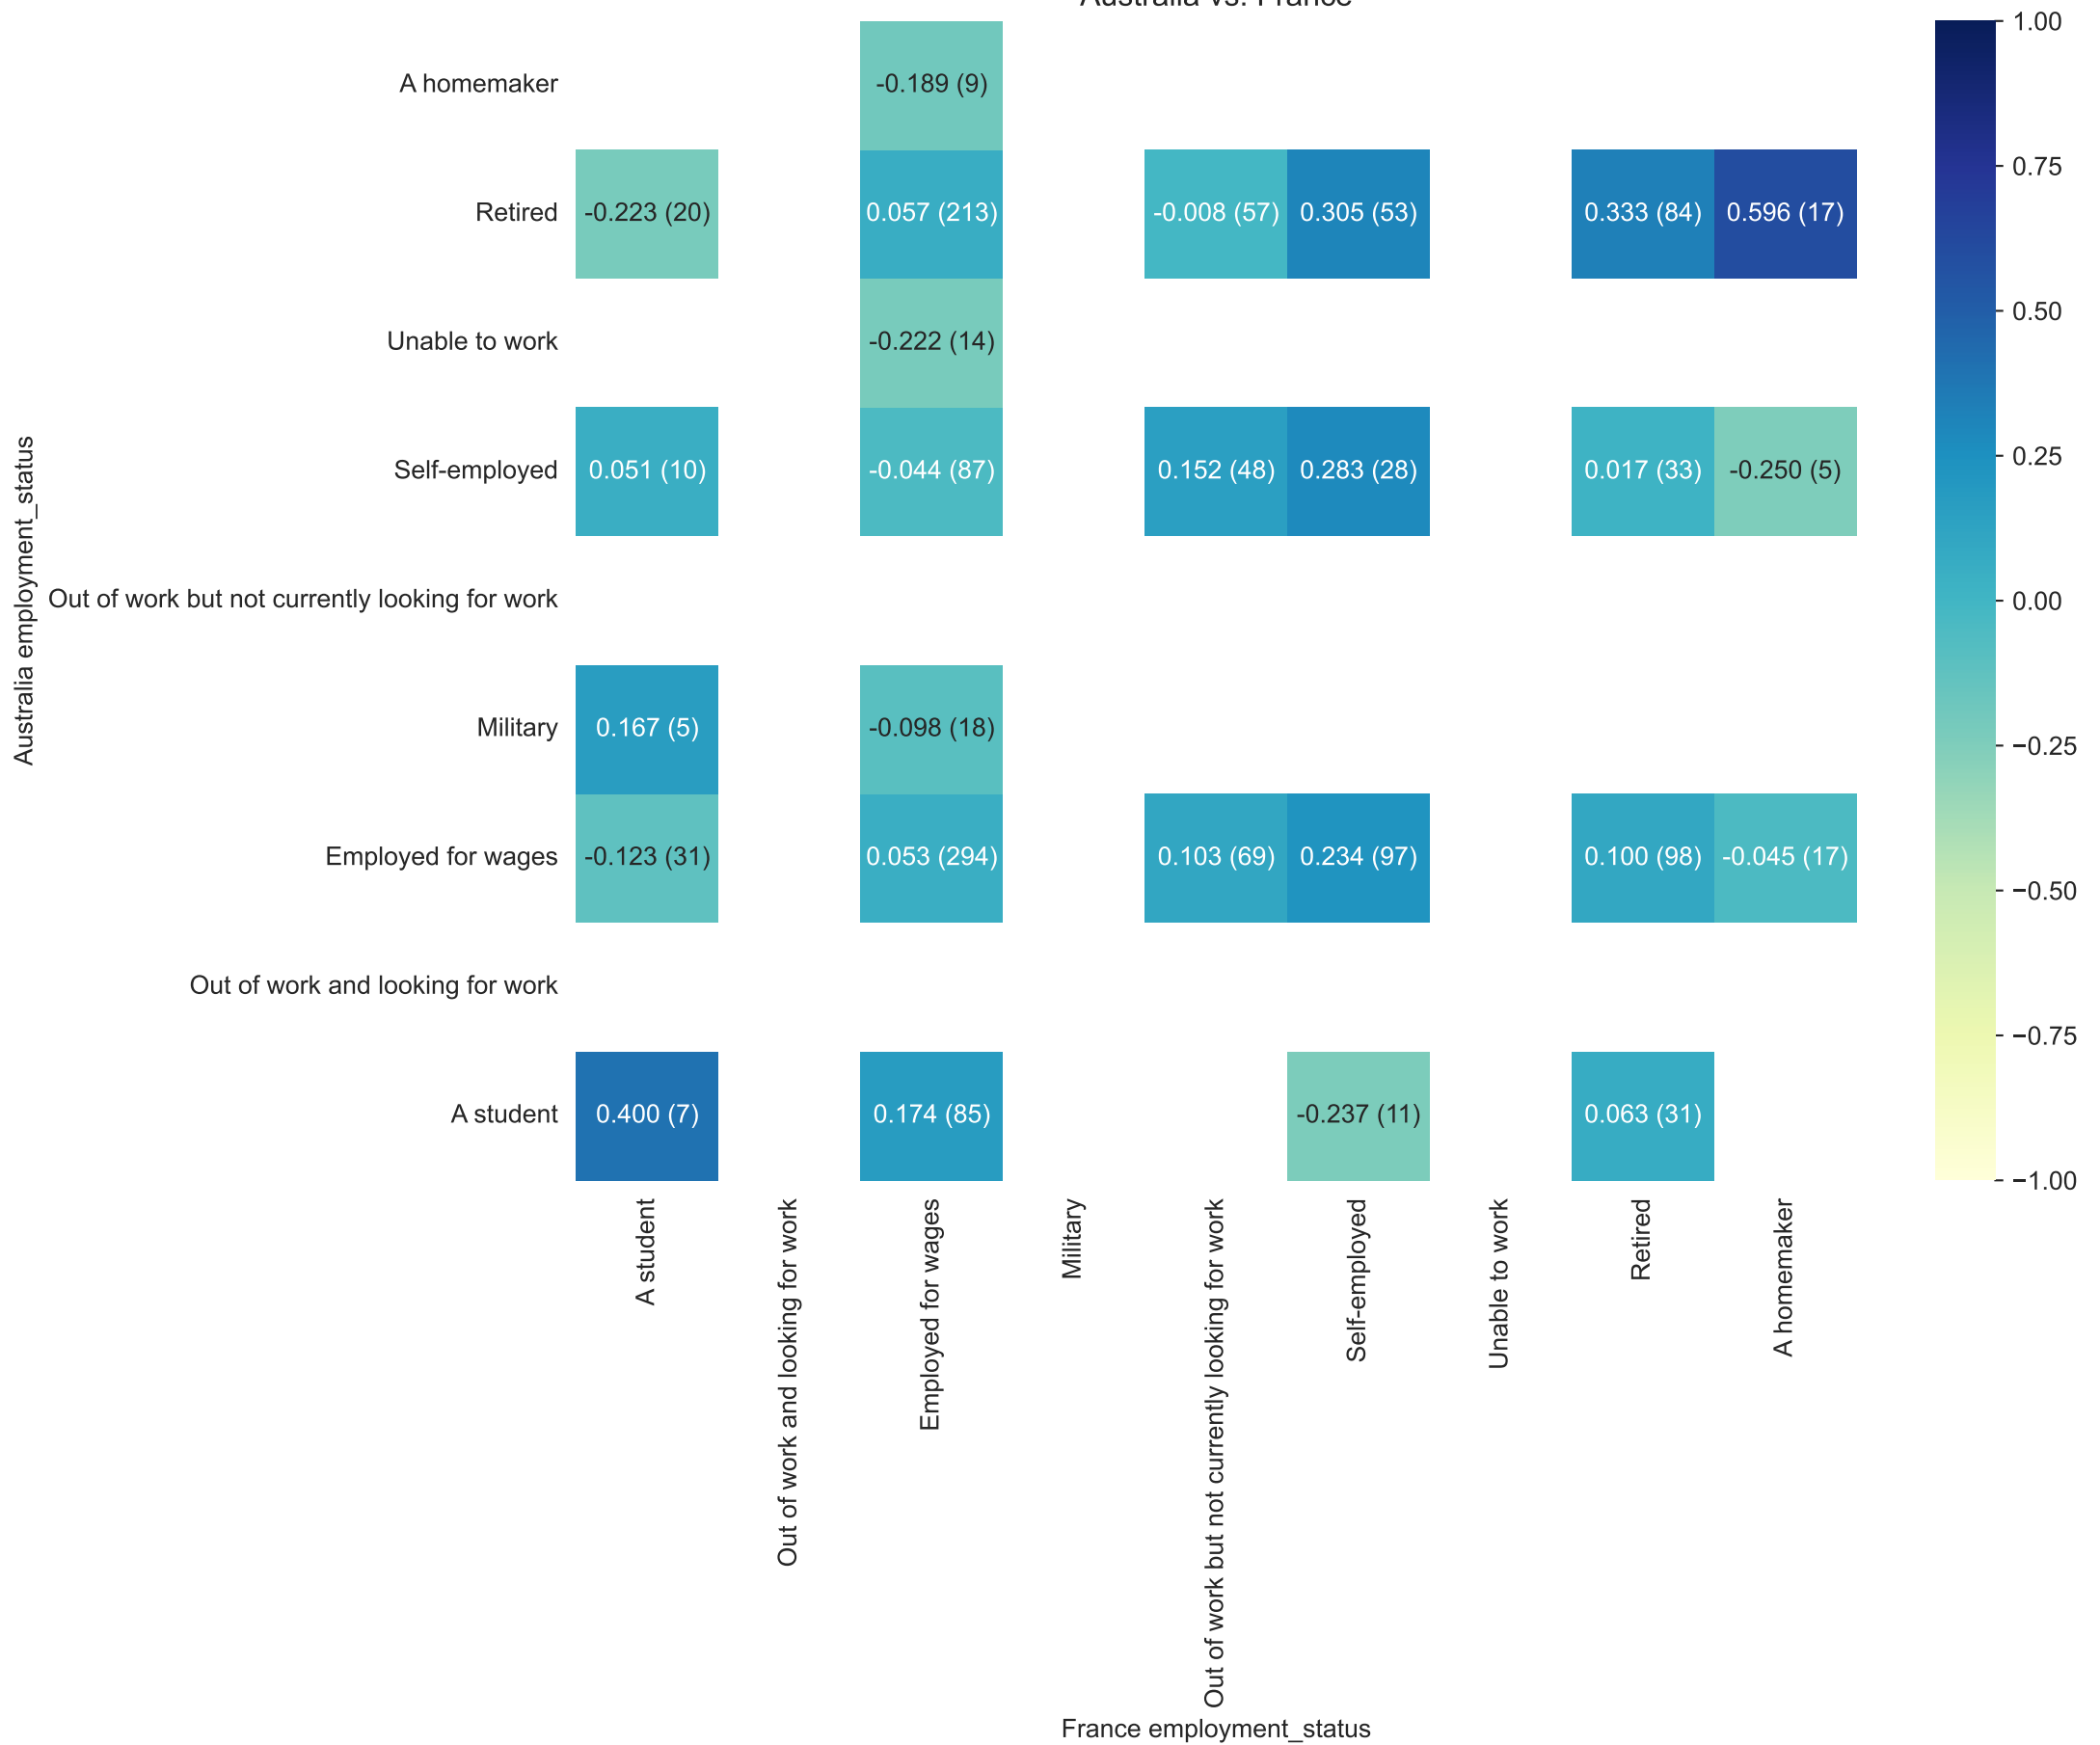 Australia vs. France
A homemaker
-0.189 (9)
Retired
-0.223 (20)
0.057 (213)
-0.008 (57)
0.305 (53)
0.333 (84)
0.596 (17)
Unable to work
-0.222 (14)
Self-employed
0.051 (10)
-0.044 (87)
0.152 (48)
0.283 (28)
0.017 (33)
-0.250 (5)
Out of work but not currently looking for work
Military
0.167 (5)
-0.098 (18)
Employed for wages
-0.123 (31)
0.053 (294)
0.103 (69)
0.234 (97)
0.100 (98)
-0.045 (17)
Out of work and looking for work
A student
0.400 (7)
0.174 (85)
-0.237 (11)
0.063 (31)
Australia employment_status
A student
Out of work and looking for work
Employed for wages
Military
Out of work but not currently looking for work
Self-employed
Unable to work
Retired
A homemaker
France employment_status
1.00
0.75
0.50
0.25
0.00
−0.25
−0.50
−0.75
−1.00